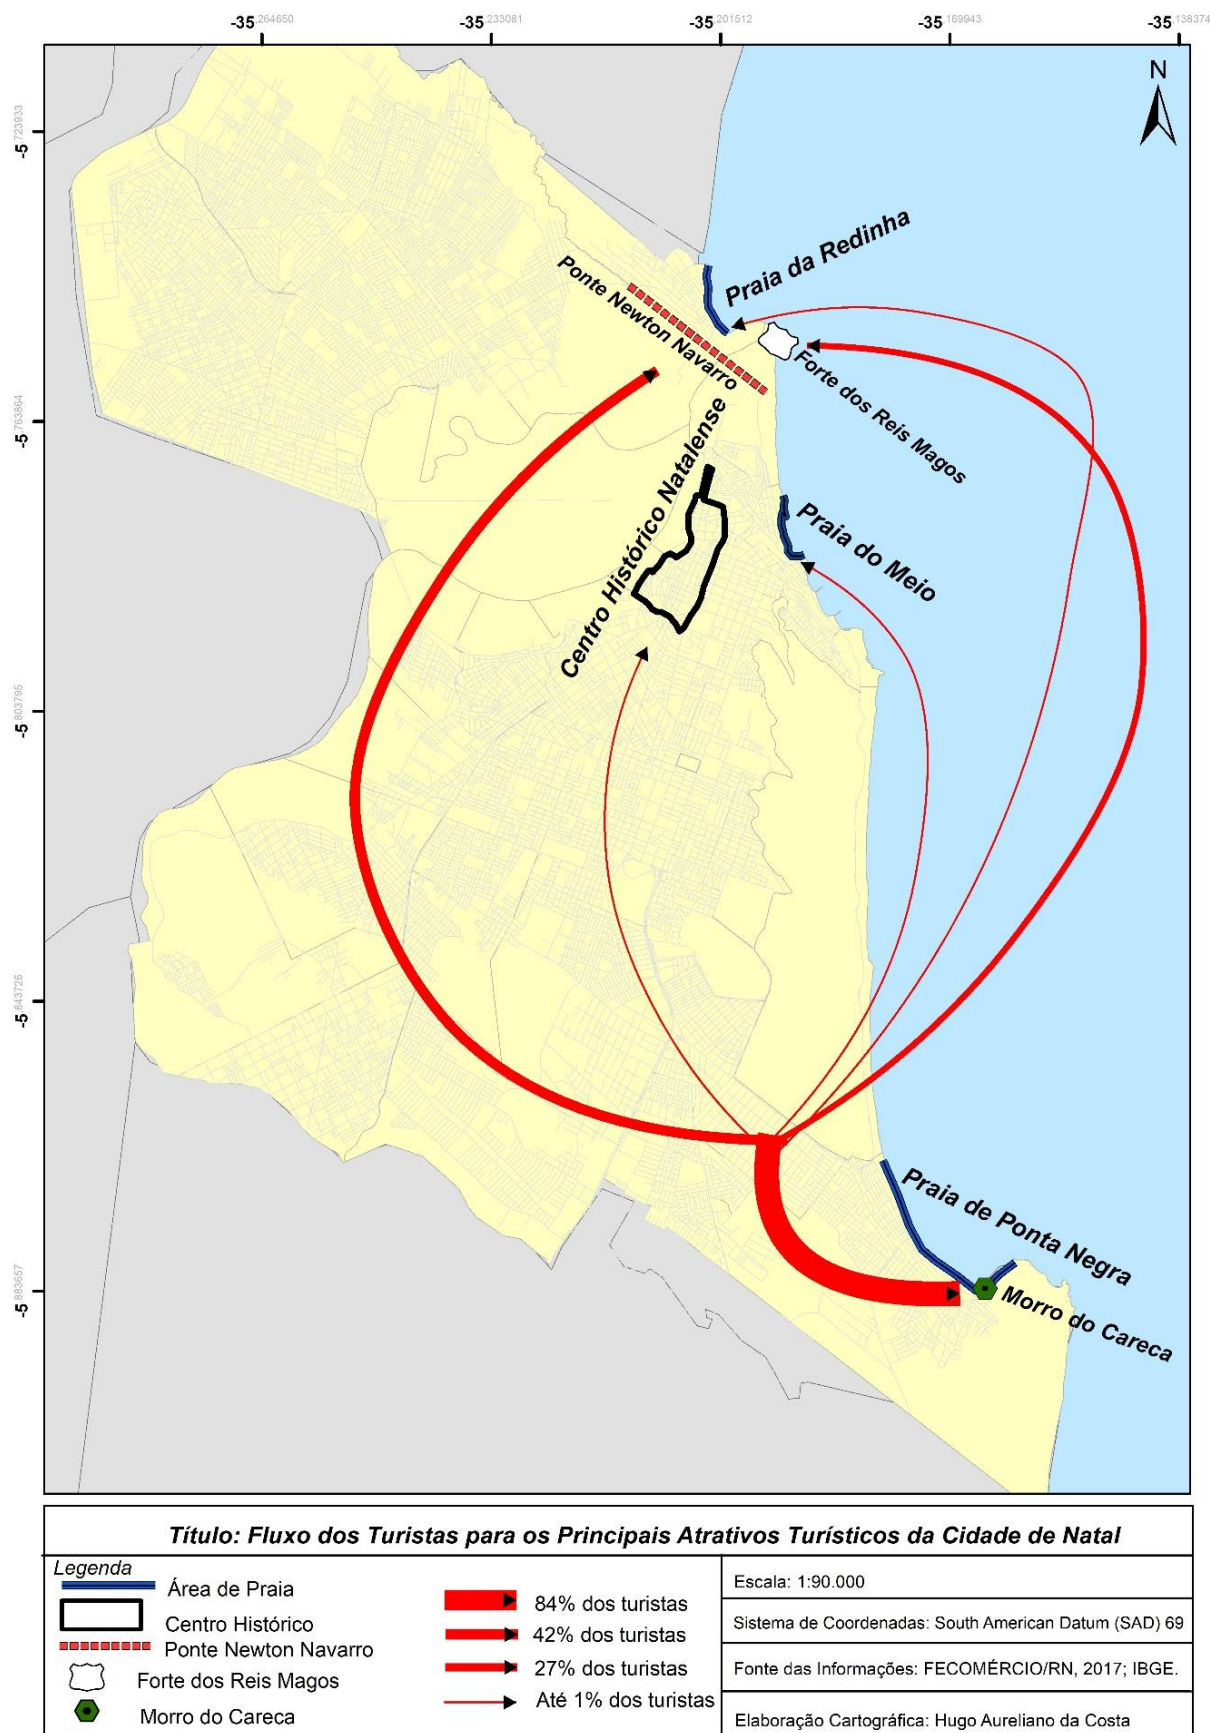 -35.264650
-35.233081
-35.201512
-35.169943
-35.138374
N
-5.723933
-5.763864
-5.803795
-5.843726
-5.883657
Praia da Redinha
Ponte Newton Navarro
Forte dos Reis Magos
Centro Histórico Natalense
Praia do Meio
Praia de Ponta Negra
Morro do Careca
Título: Fluxo dos Turistas para os Principais Atrativos Turísticos da Cidade de Natal
Legenda
Área de Praia
Centro Histórico
Ponte Newton Navarro
Forte dos Reis Magos
Morro do Careca
84% dos turistas
42% dos turistas
27% dos turistas
Até 1% dos turistas
Escala: 1:90.000
Sistema de Coordenadas: South American Datum (SAD) 69
Fonte das Informações: FECOMÉRCIO/RN, 2017; IBGE.
Elaboração Cartográfica: Hugo Aureliano da Costa